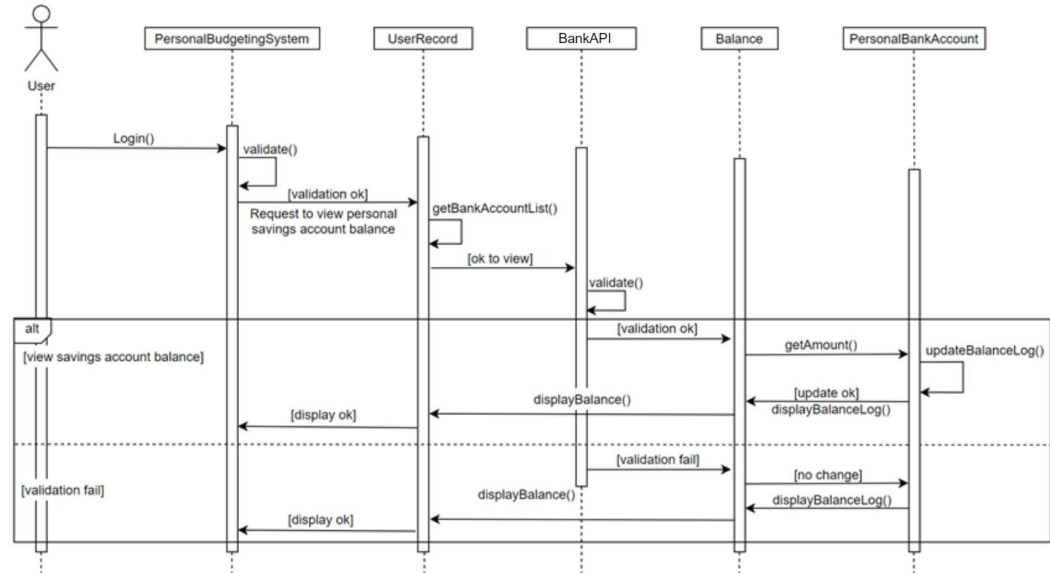 PersonalBudgetingSystem
UserRecord
BankAPI
Balance
PersonalBankAccount
User
Login()
validate()
[validation ok]
Request to view personal
savings account balance
getBankAccountList()
[ok to view]
validate()
alt
[view savings account balance]
[validation ok]
getAmount()
updateBalanceLog()
[update ok]
displayBalanceLog()
displayBalance()
[display ok]
[validation fail]
[validation fail]
[no change]
displayBalanceLog()
displayBalance()
[display ok]